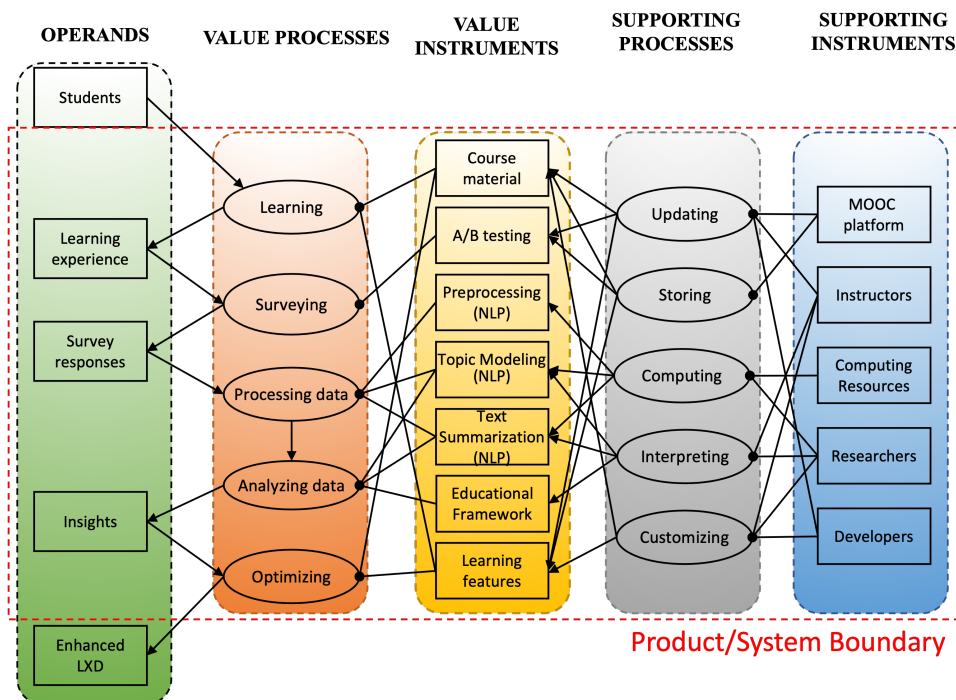 OPERANDS
VALUE PROCESSES
VALUE
INSTRUMENTS
SUPPORTING
PROCESSES
SUPPORTING
INSTRUMENTS
Students
Learning
experience
Survey
responses
Insights
Enhanced
LXD
Learning
Surveying
Processing data
Analyzing data
Optimizing
Course
material
A/B testing
Preprocessing
(NLP)
Topic Modeling
(NLP)
Text
Summarization
(NLP)
Educational
Framework
Learning
features
Updating
Storing
Computing
Interpreting
Customizing
MOOC
platform
Instructors
Computing
Resources
Researchers
Developers
Product/System Boundary